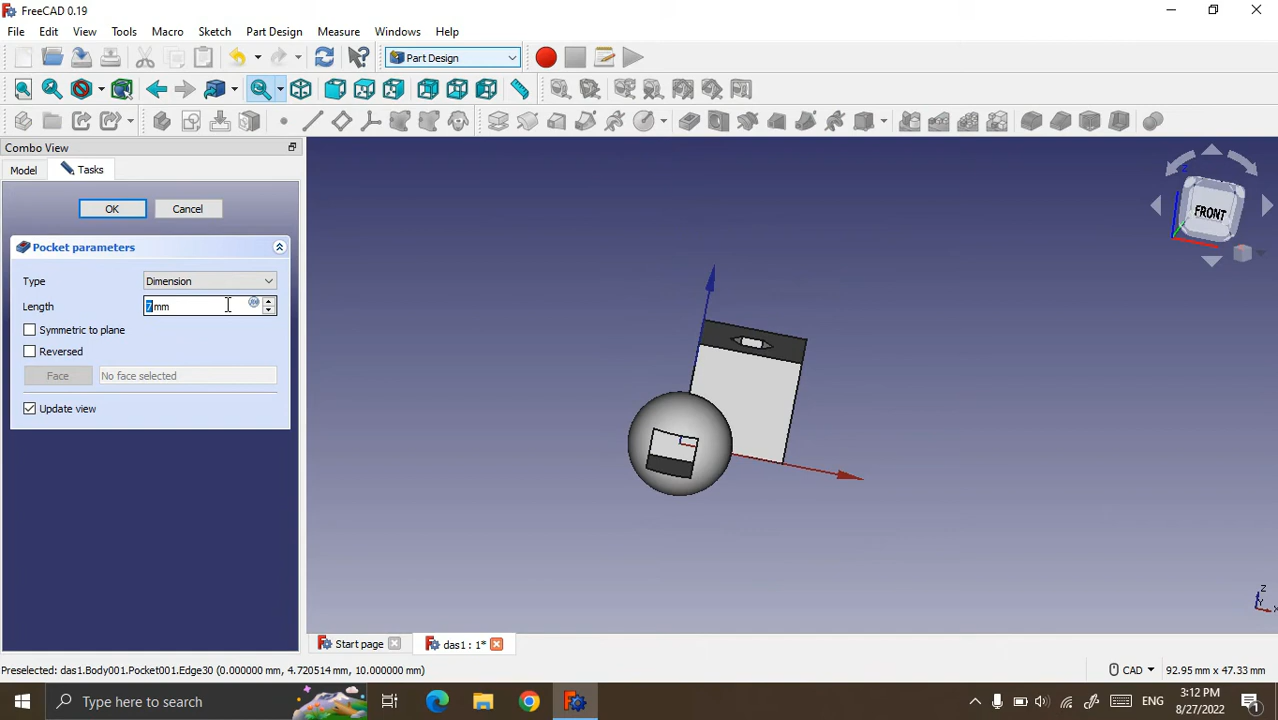 FreeCAD 0.19
File Edit View Tools Macro Sketch Part Design Measure Windows Help
Part Design
Combo View
Model Tasks
OK Cancel
Pocket parameters
Type Dimension
Length 7 mm
Symmetric to plane
Reversed
Face No face selected
Update view
FRONT
Z
Z
Y
X
Start page das1 : 1*
Preselected: das1.Body001.Pocket001.Edge30 (0.000000 mm, 4.720514 mm, 10.000000 mm)
CAD 92.95 mm x 47.33 mm
Type here to search
ENG
3:12 PM
8/27/2022
1